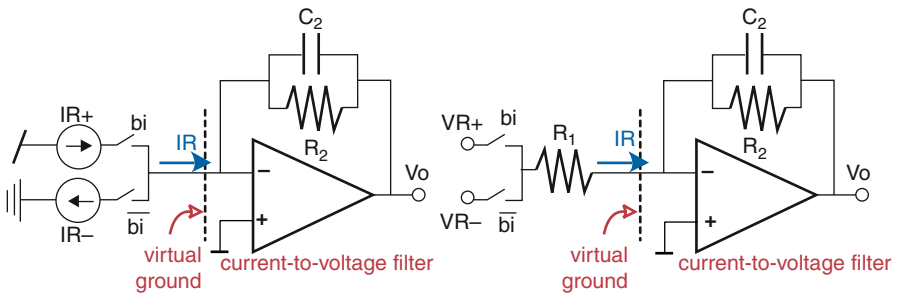 C2
IR+
bi
IR
R2
Vo
IR−
bi
−
+
virtual
ground
current-to-voltage filter
C2
VR+
bi
R1
IR
R2
Vo
VR−
bi
−
+
virtual
ground
current-to-voltage filter